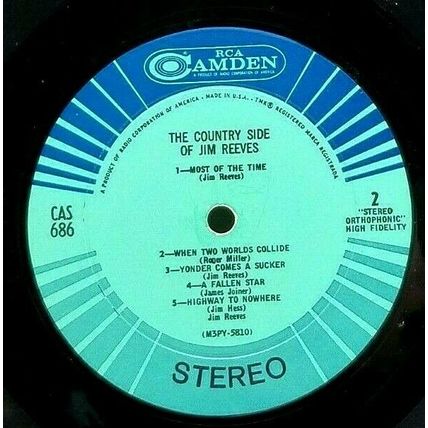 RCA
CAMDEN
A PRODUCT OF RADIO CORPORATION OF AMERICA
A PRODUCT OF RADIO CORPORATION OF AMERICA • MADE IN U.S.A. • TMK ® REGISTERED MARCA REGISTRADA
THE COUNTRY SIDE
OF JIM REEVES
1—MOST OF THE TIME
(Jim Reeves)
CAS
686
2
"STEREO
ORTHOPHONIC"
HIGH FIDELITY
2—WHEN TWO WORLDS COLLIDE
(Roger Miller)
3—YONDER COMES A SUCKER
(Jim Reeves)
4—A FALLEN STAR
(James Joiner)
5—HIGHWAY TO NOWHERE
(Jim Hess)
Jim Reeves
(M3PY-5810)
STEREO